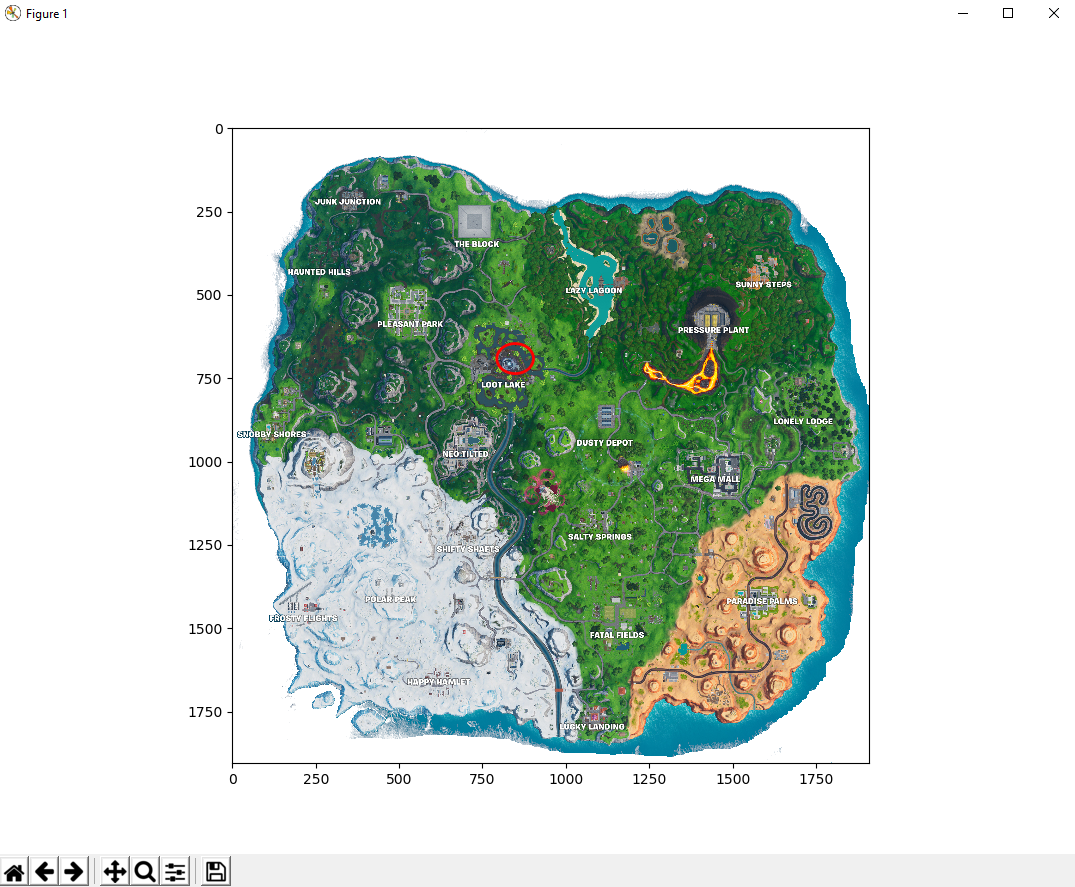 Figure 1
0
JUNK JUNCTION
250
THE BLOCK
HAUNTED HILLS
SUNNY STEPS
LAZY LAGOON
500
PLEASANT PARK
PRESSURE PLANT
750
LOOT LAKE
LONELY LODGE
SNOBBY SHORES
DUSTY DEPOT
NEO TILTED
1000
MEGA MALL
SALTY SPRINGS
1250
SHIFTY SHAFTS
POLAR PEAK
PARADISE PALMS
FROSTY FLIGHTS
1500
FATAL FIELDS
HAPPY HAMLET
1750
LUCKY LANDING
0 250 500 750 1000 1250 1500 1750